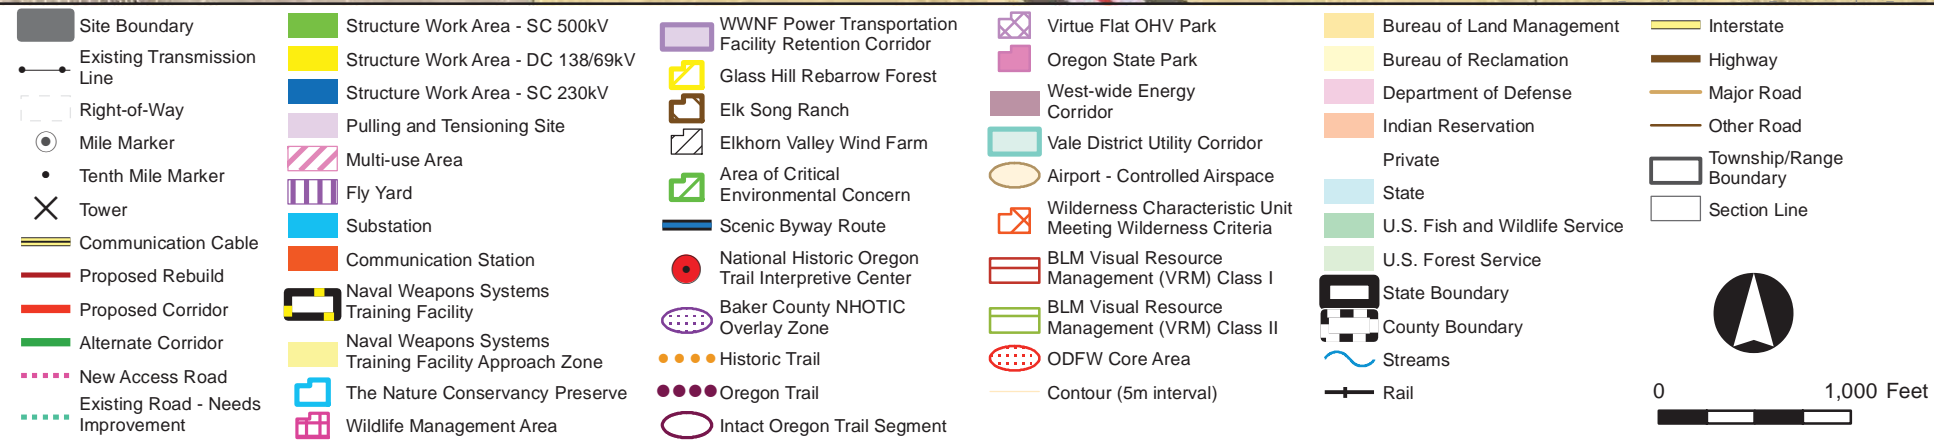 Site Boundary
Existing Transmission
Line
Right-of-Way
Mile Marker
Tenth Mile Marker
Tower
Communication Cable
Proposed Rebuild
Proposed Corridor
Alternate Corridor
New Access Road
Existing Road - Needs
Improvement
Structure Work Area - SC 500kV
Structure Work Area - DC 138/69kV
Structure Work Area - SC 230kV
Pulling and Tensioning Site
Multi-use Area
Fly Yard
Substation
Communication Station
Naval Weapons Systems
Training Facility
Naval Weapons Systems
Training Facility Approach Zone
The Nature Conservancy Preserve
Wildlife Management Area
WWNF Power Transportation
Facility Retention Corridor
Glass Hill Rebarrow Forest
Elk Song Ranch
Elkhorn Valley Wind Farm
Area of Critical
Environmental Concern
Scenic Byway Route
National Historic Oregon
Trail Interpretive Center
Baker County NHOTIC
Overlay Zone
Historic Trail
Oregon Trail
Intact Oregon Trail Segment
Virtue Flat OHV Park
Oregon State Park
West-wide Energy
Corridor
Vale District Utility Corridor
Airport - Controlled Airspace
Wilderness Characteristic Unit
Meeting Wilderness Criteria
BLM Visual Resource
Management (VRM) Class I
BLM Visual Resource
Management (VRM) Class II
ODFW Core Area
Contour (5m interval)
Bureau of Land Management
Bureau of Reclamation
Department of Defense
Indian Reservation
Private
State
U.S. Fish and Wildlife Service
U.S. Forest Service
State Boundary
County Boundary
Streams
Rail
Interstate
Highway
Major Road
Other Road
Township/Range
Boundary
Section Line
0 1,000 Feet